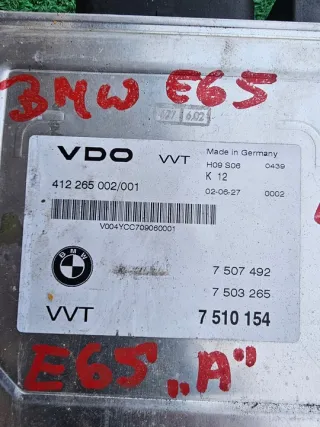 BMW E65
VDO VVT Made in Germany
H09 S06 0439
412 265 002/001 K 12
02-06-27 0002
V004YCC709060001
BMW
7 507 492
7 503 265
VVT 7 510 154
E65 „A"